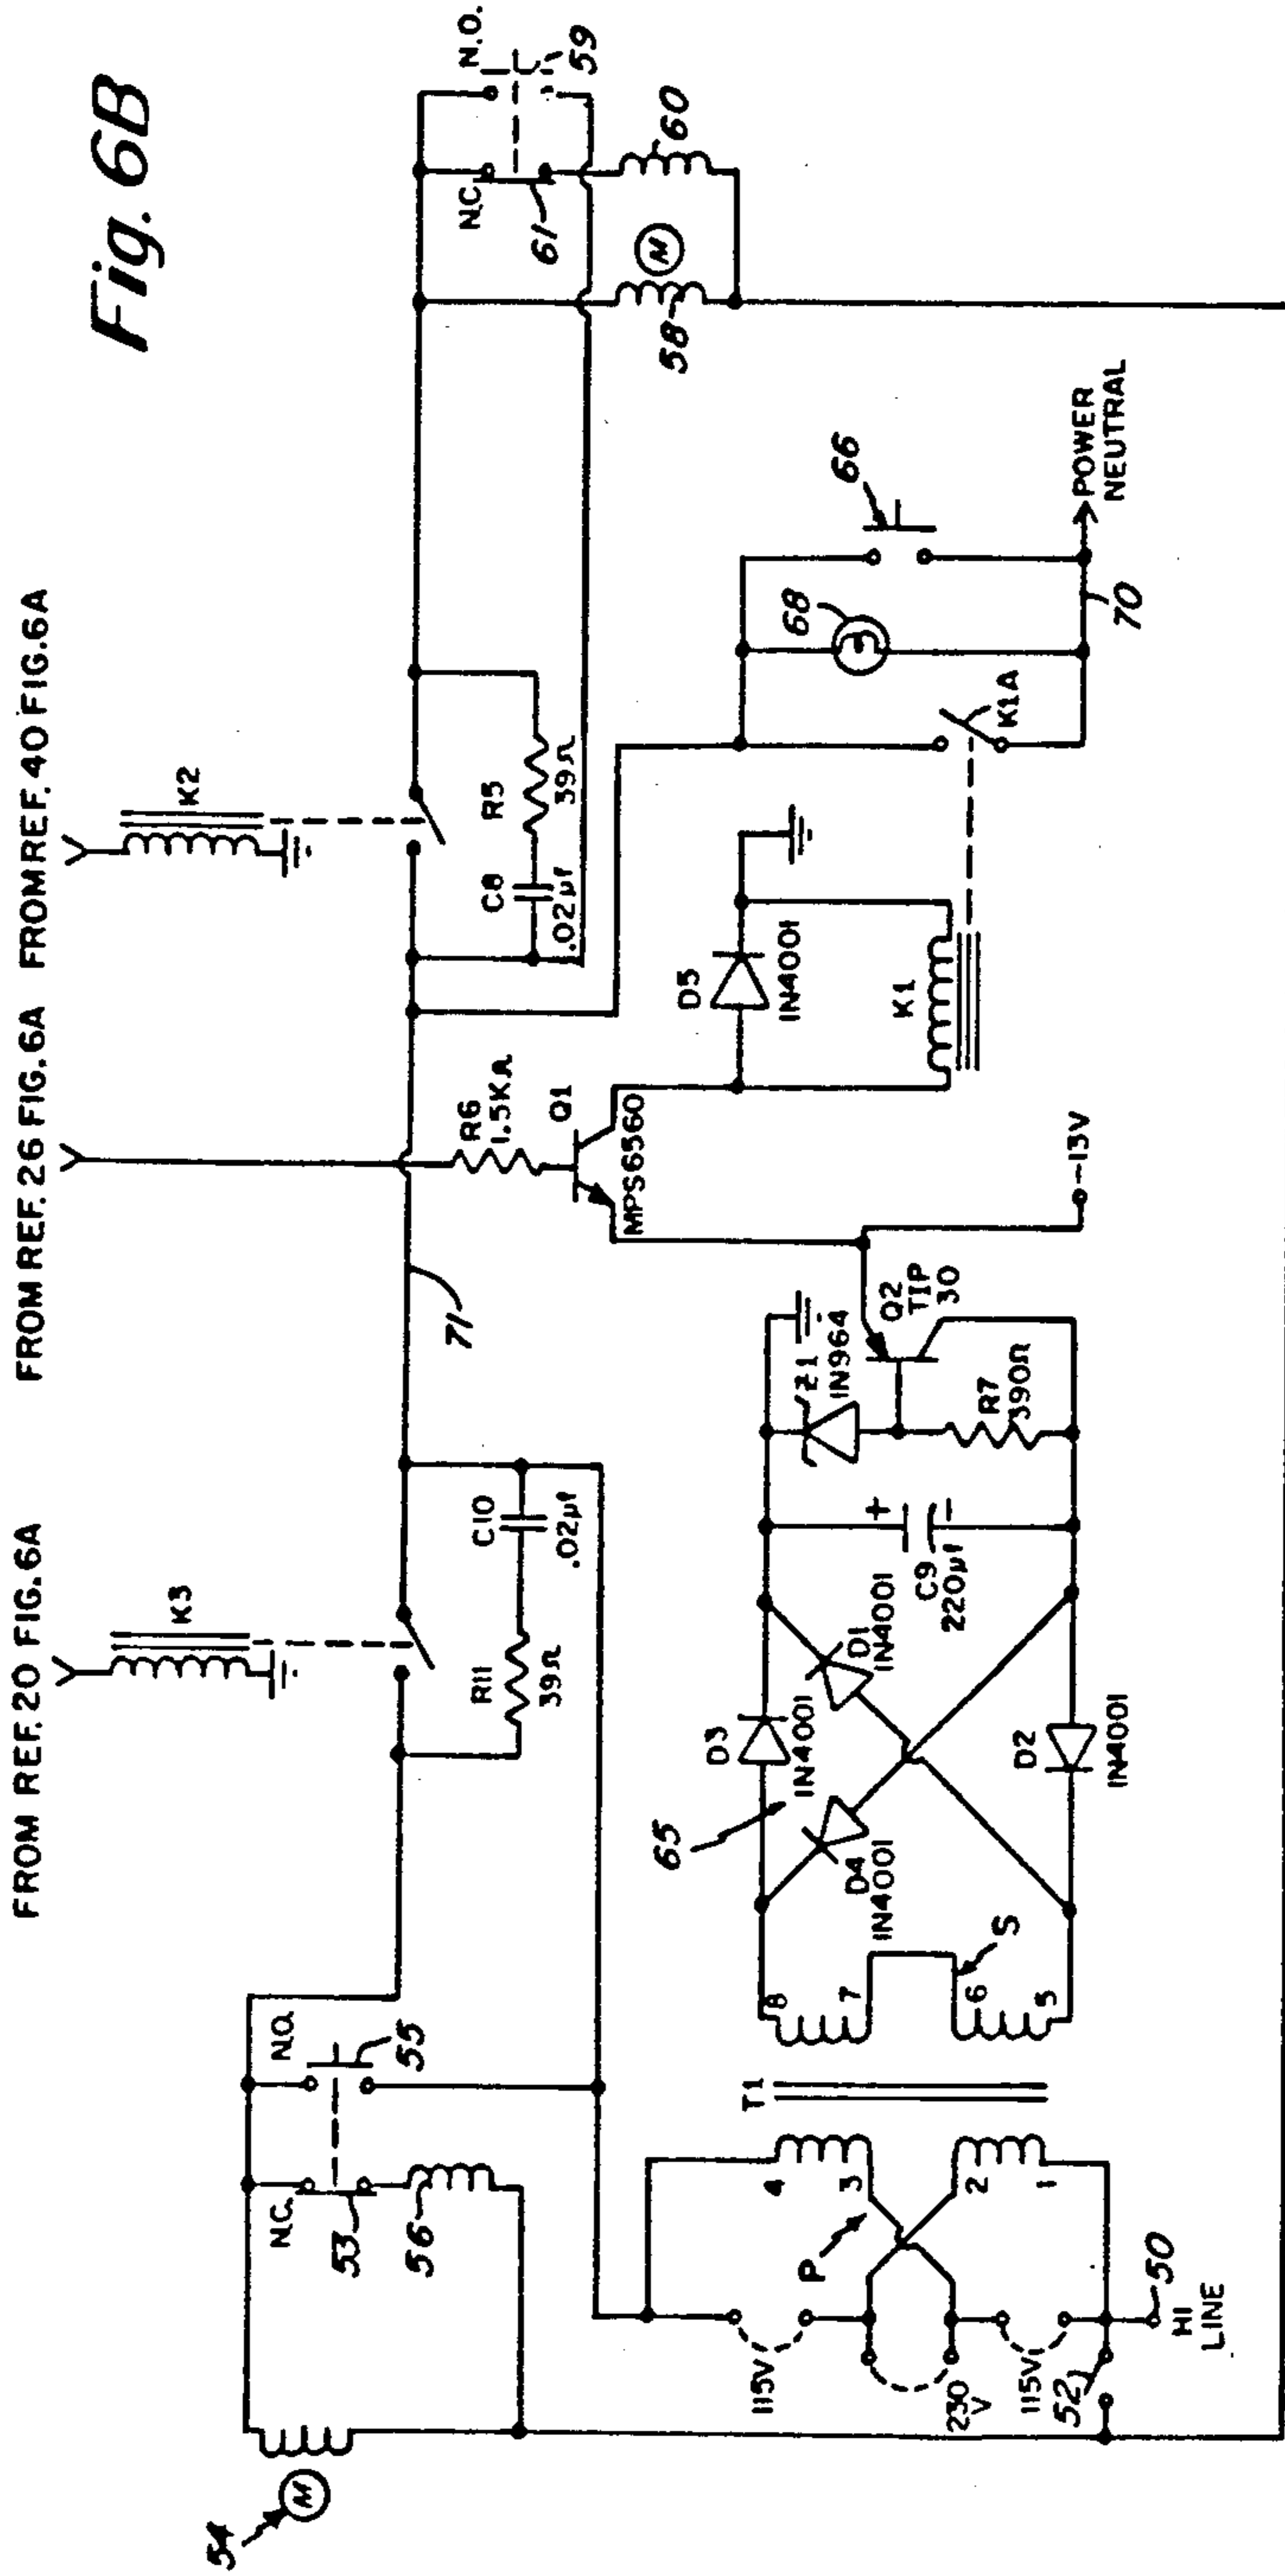 Fig. 6B
FROM REF. 20 FIG. 6A
FROM REF. 26 FIG. 6A
FROM REF. 40 FIG. 6A
K3
K2
N.C.
N.O.
53
55
56
54
M
R11
39Ω
C10
.02µf
71
R6
1.5KΩ
Q1
MPS6560
C8
.02µf
R5
39Ω
N.C.
N.O.
59
61
60
58
M
P
4
3
2
1
115V
230
V
115V
52
50
HI
LINE
T1
8
7
6
5
S
65
D3
IN4001
D4
IN4001
D1
IN4001
D2
IN4001
C9
220µf
+
-
Z1
IN964
R7
390Ω
Q2
TIP
30
-13V
D5
IN4001
K1
K1A
68
66
70
POWER
NEUTRAL